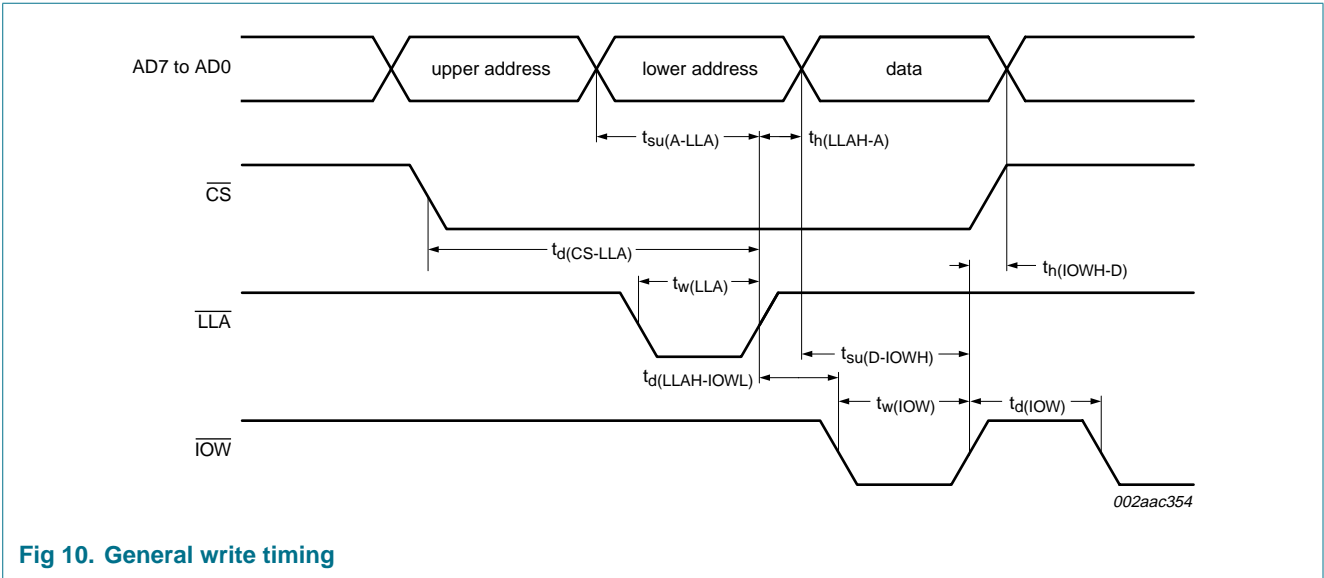 AD7 to AD0 upper address lower address data
tsu(A-LLA) th(LLAH-A)
CS
td(CS-LLA) th(IOWH-D)
tw(LLA)
LLA
tsu(D-IOWH)
td(LLAH-IOWL)
tw(IOW) td(IOW)
IOW
002aac354
Fig 10. General write timing